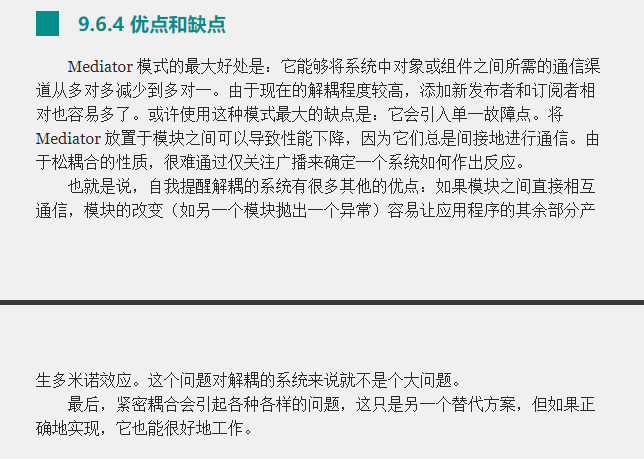 9.6.4 优点和缺点
Mediator 模式的最大好处是：它能够将系统中对象或组件之间所需的通信渠
道从多对多减少到多对一。由于现在的解耦程度较高，添加新发布者和订阅者相
对也容易多了。或许使用这种模式最大的缺点是：它会引入单一故障点。将
Mediator 放置于模块之间可以导致性能下降，因为它们总是间接地进行通信。由
于松耦合的性质，很难通过仅关注广播来确定一个系统如何作出反应。
也就是说，自我提醒解耦的系统有很多其他的优点：如果模块之间直接相互
通信，模块的改变（如另一个模块抛出一个异常）容易让应用程序的其余部分产
生多米诺效应。这个问题对解耦的系统来说就不是个大问题。
最后，紧密耦合会引起各种各样的问题，这只是另一个替代方案，但如果正
确地实现，它也能很好地工作。